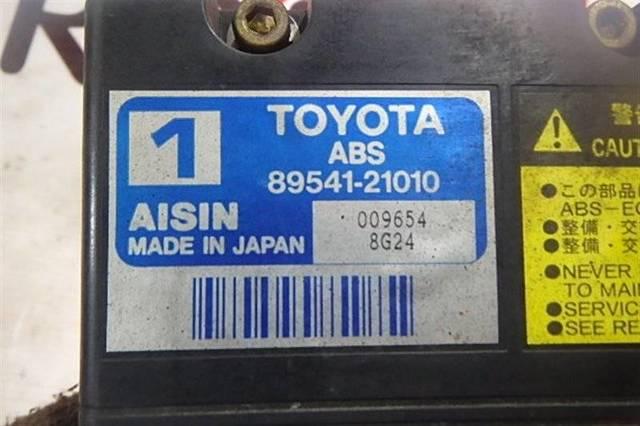 1
TOYOTA
ABS
89541-21010
AISIN
MADE IN JAPAN
009654
8G24
警
CAUT
●この部品
ABS-EC
●整備・交
●整備・交
●NEVER
TO MAI
●SERVIC
●SEE RE